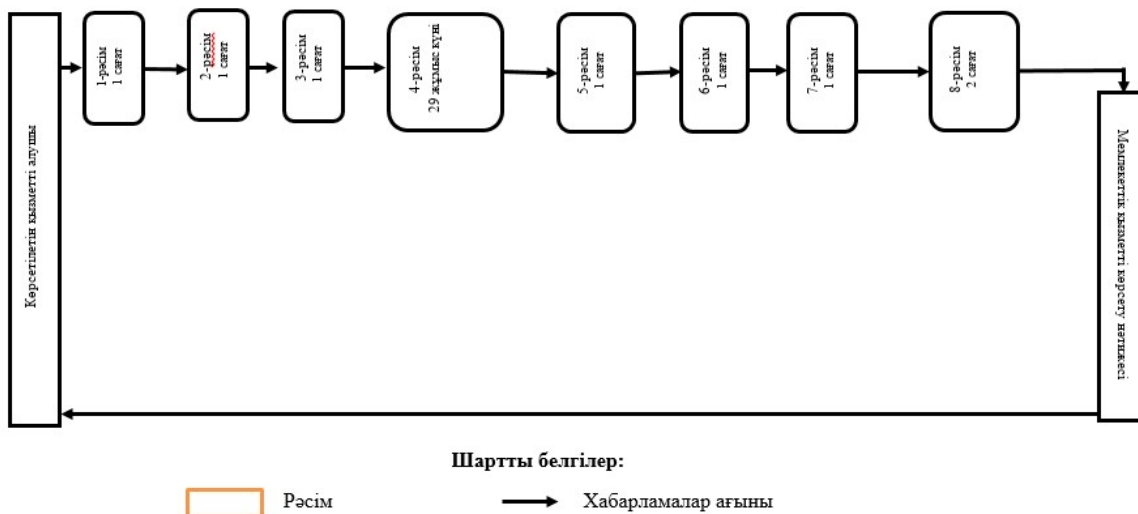 Көрсетілетін қызметті алушы
1-рәсім
1 сағат
2-рәсім
1 сағат
3-рәсім
1 сағат
4-рәсім
29 жұмыс күні
5-рәсім
1 сағат
6-рәсім
1 сағат
7-рәсім
1 сағат
8-рәсім
2 сағат
Мемлекеттік қызметті көрсету нәтижесі
Шартты белгілер:
Рәсім
Хабарламалар ағыны